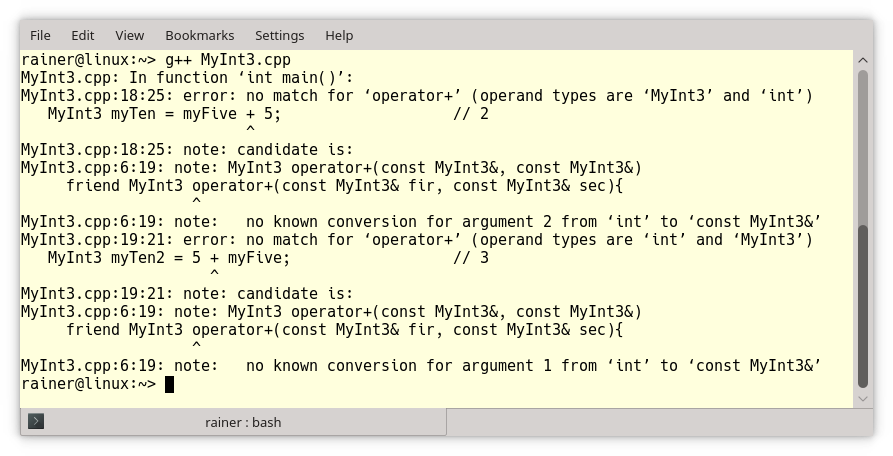 File Edit View Bookmarks Settings Help
rainer@linux:~> g++ MyInt3.cpp
MyInt3.cpp: In function ‘int main()’:
MyInt3.cpp:18:25: error: no match for ‘operator+’ (operand types are ‘MyInt3’ and ‘int’)
   MyInt3 myTen = myFive + 5;                   // 2
                         ^
MyInt3.cpp:18:25: note: candidate is:
MyInt3.cpp:6:19: note: MyInt3 operator+(const MyInt3&, const MyInt3&)
     friend MyInt3 operator+(const MyInt3& fir, const MyInt3& sec){
                   ^
MyInt3.cpp:6:19: note:   no known conversion for argument 2 from ‘int’ to ‘const MyInt3&’
MyInt3.cpp:19:21: error: no match for ‘operator+’ (operand types are ‘int’ and ‘MyInt3’)
   MyInt3 myTen2 = 5 + myFive;                  // 3
                     ^
MyInt3.cpp:19:21: note: candidate is:
MyInt3.cpp:6:19: note: MyInt3 operator+(const MyInt3&, const MyInt3&)
     friend MyInt3 operator+(const MyInt3& fir, const MyInt3& sec){
                   ^
MyInt3.cpp:6:19: note:   no known conversion for argument 1 from ‘int’ to ‘const MyInt3&’
rainer@linux:~>
rainer : bash